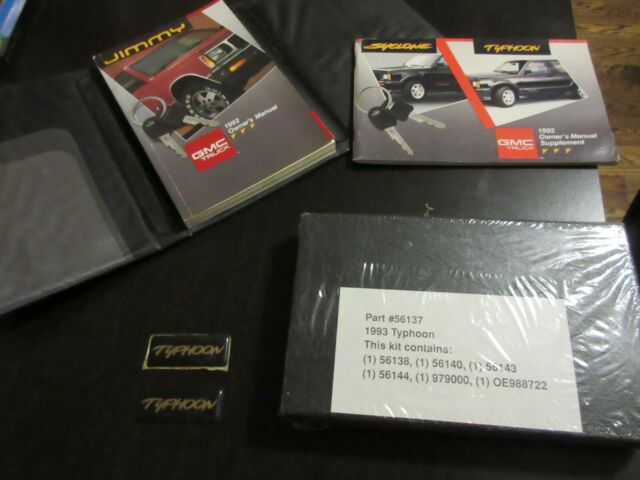 JIMMY
1992
Owner's Manual
GMC
TRUCK
SYCLONE TYPHOON
1992
Owner's Manual
Supplement
GMC
TRUCK
Part #56137
1993 Typhoon
This kit contains:
(1) 56138, (1) 56140, (1) 56143
(1) 56144, (1) 979000, (1) OE988722
TYPHOON
TYPHOON